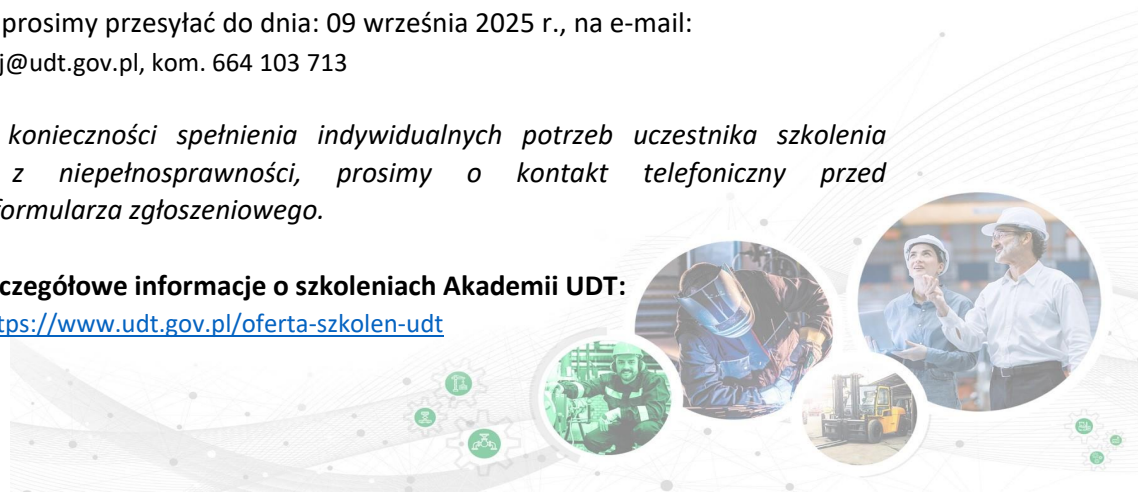 prosimy przesyłać do dnia: 09 września 2025 r., na e-mail:
j@udt.gov.pl, kom. 664 103 713
konieczności spełnienia indywidualnych potrzeb uczestnika szkolenia
z niepełnosprawności, prosimy o kontakt telefoniczny przed
formularza zgłoszeniowego.
czegółowe informacje o szkoleniach Akademii UDT:
tps://www.udt.gov.pl/oferta-szkolen-udt